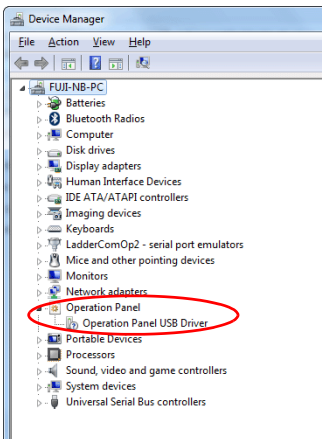 Device Manager
File Action View Help
FUJI-NB-PC
Batteries
Bluetooth Radios
Computer
Disk drives
Display adapters
Human Interface Devices
IDE ATA/ATAPI controllers
Imaging devices
Keyboards
LadderComOp2 - serial port emulators
Mice and other pointing devices
Monitors
Network adapters
Operation Panel
Operation Panel USB Driver
Portable Devices
Processors
Sound, video and game controllers
System devices
Universal Serial Bus controllers